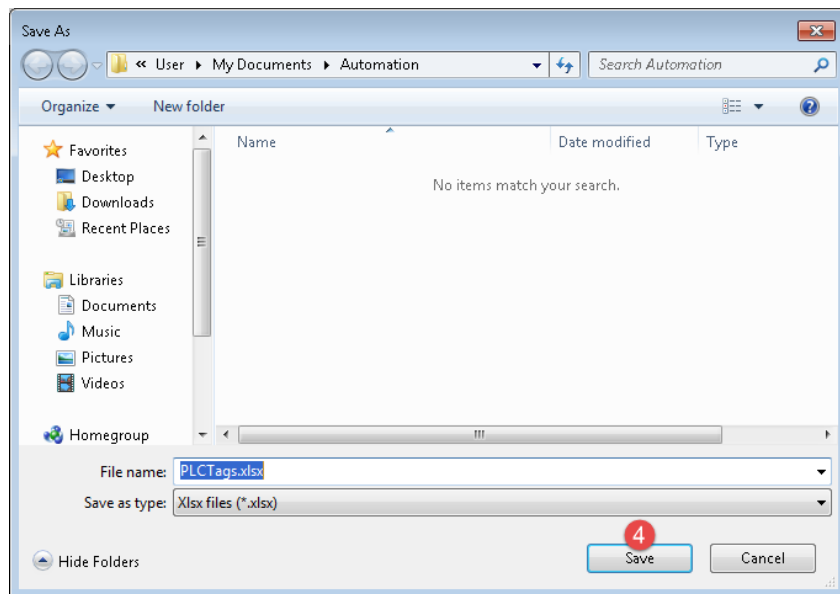 Save As
« User ▸ My Documents ▸ Automation
Search Automation
Organize
New folder
Name
Date modified
Type
No items match your search.
Favorites
Desktop
Downloads
Recent Places
Libraries
Documents
Music
Pictures
Videos
Homegroup
File name: PLCTags.xlsx
Save as type: Xlsx files (*.xlsx)
4
Hide Folders
Save
Cancel